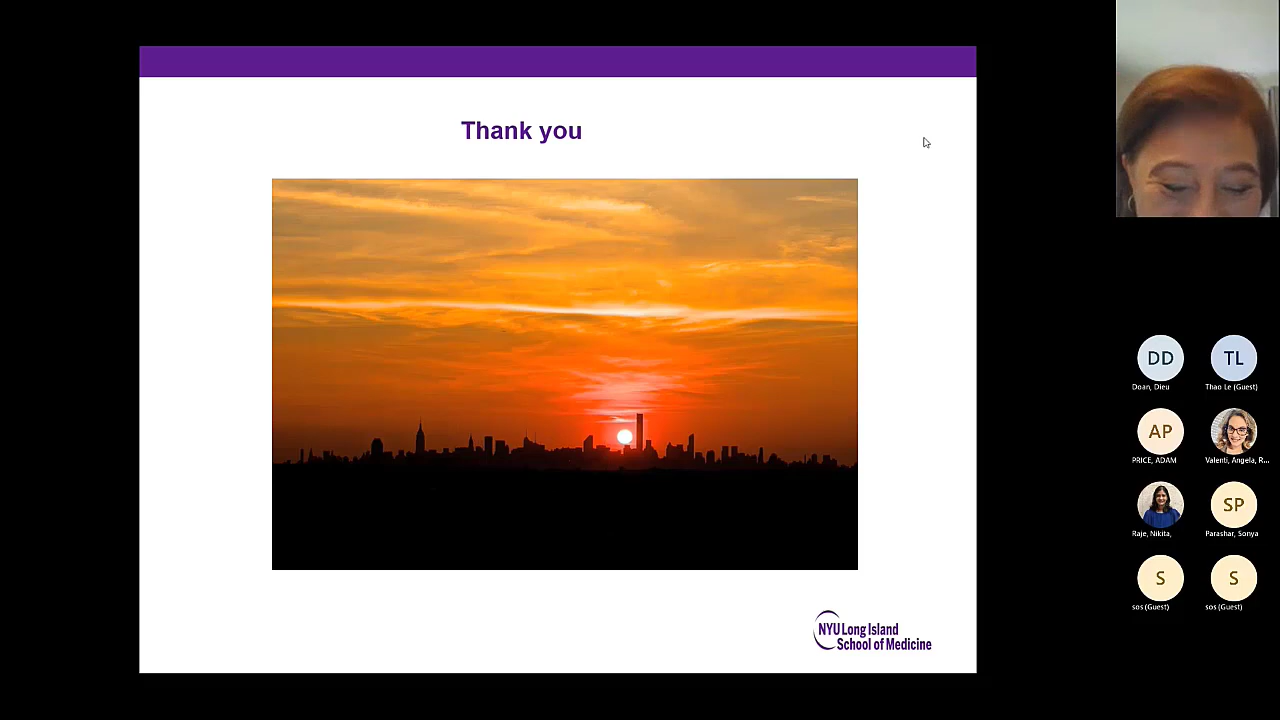 Thank you
NYU Long Island
School of Medicine
DD
TL
Doan, Dieu
Thao Le (Guest)
AP
PRICE, ADAM
Valenti, Angela, R...
SP
Raje, Nikita,
Parashar, Sonya
S
S
sos (Guest)
sos (Guest)